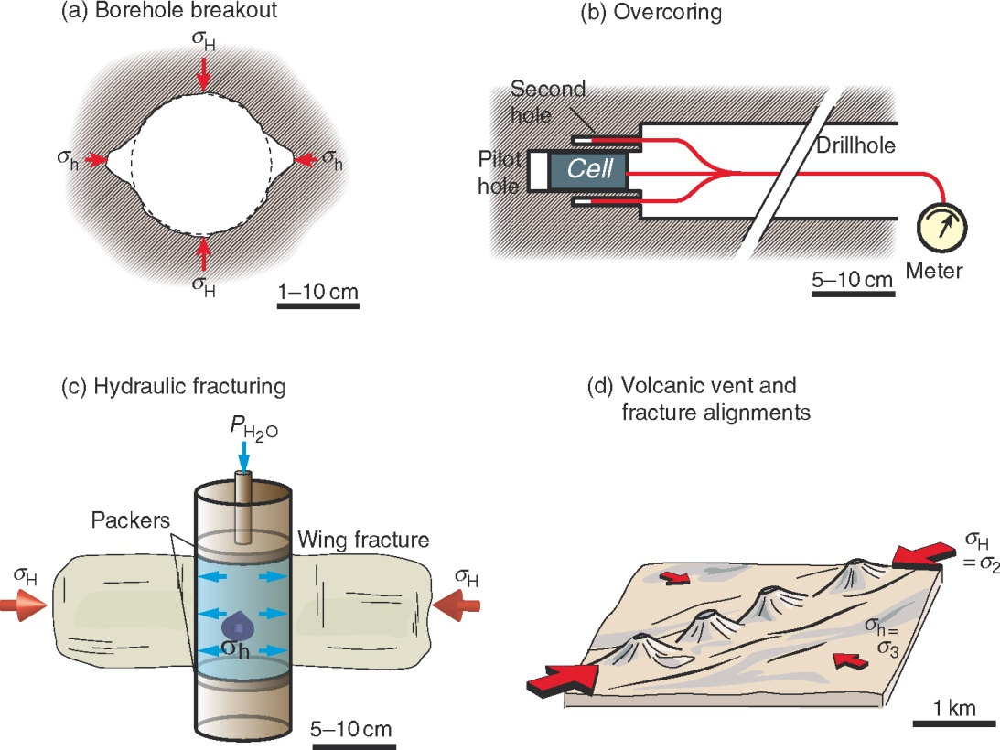 (a) Borehole breakout
σH
σh
σh
σH
1–10 cm
(b) Overcoring
Second
hole
Pilot
hole
Cell
Drillhole
Meter
5–10 cm
(c) Hydraulic fracturing
PH₂O
Packers
Wing fracture
σH
σH
σh
5–10 cm
(d) Volcanic vent and
fracture alignments
σH
= σ2
σh =
σ3
1 km